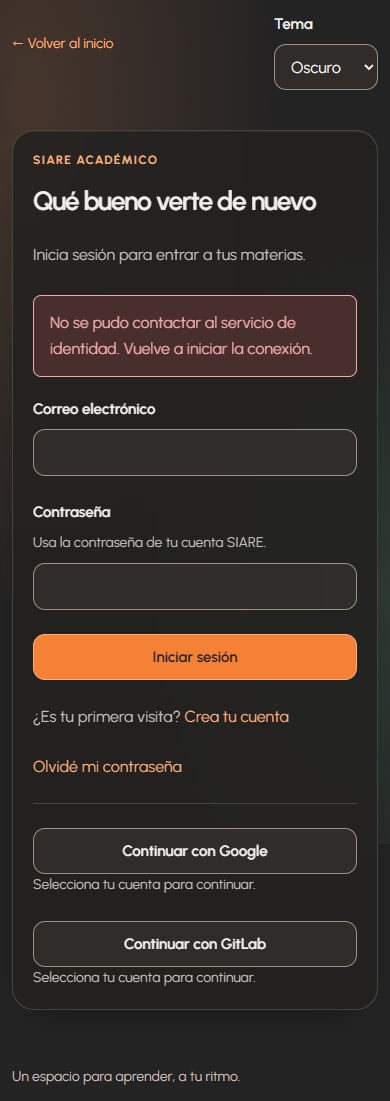 ← Volver al inicio
Tema
Oscuro
SIARE ACADÉMICO
Qué bueno verte de nuevo
Inicia sesión para entrar a tus materias.
No se pudo contactar al servicio de
identidad. Vuelve a iniciar la conexión.
Correo electrónico
Contraseña
Usa la contraseña de tu cuenta SIARE.
Iniciar sesión
¿Es tu primera visita? Crea tu cuenta
Olvidé mi contraseña
Continuar con Google
Selecciona tu cuenta para continuar.
Continuar con GitLab
Selecciona tu cuenta para continuar.
Un espacio para aprender, a tu ritmo.